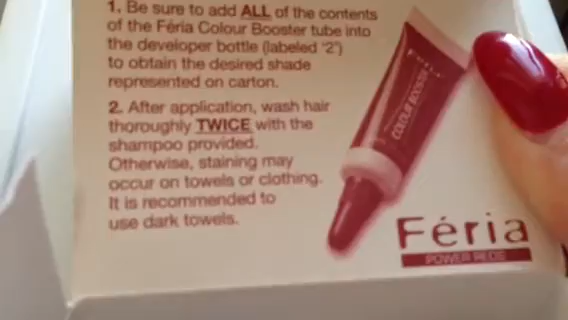 1. Be sure to add ALL of the contents
of the Féria Colour Booster tube into
the developer bottle (labeled "2")
to obtain the desired shade
represented on carton.
2. After application, wash hair
thoroughly TWICE with the
shampoo provided.
Otherwise, staining may
occur on towels or clothing.
It is recommended to
use dark towels.
Féria
COLOUR BOOSTER
Féria
POWER REDS